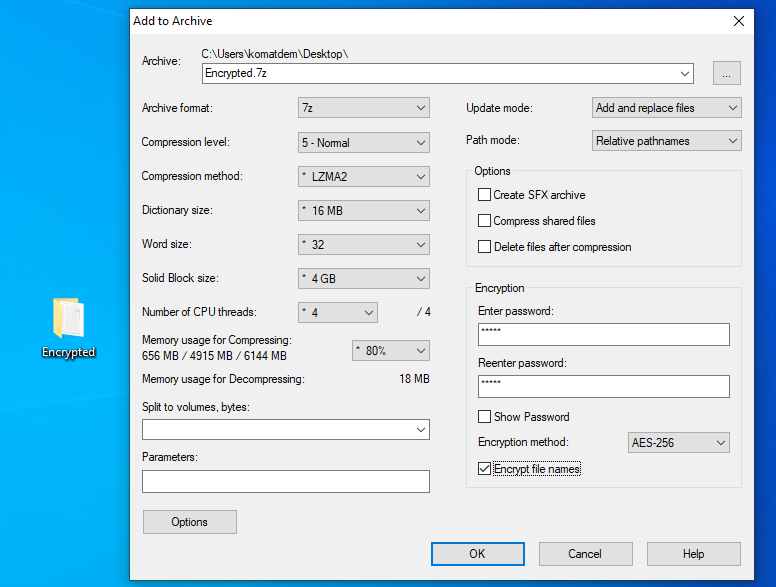 Add to Archive
Archive:
C:\Users\komatdem\Desktop\
Encrypted.7z
...
Archive format:
7z
Compression level:
5 - Normal
Compression method:
* LZMA2
Dictionary size:
* 16 MB
Word size:
* 32
Solid Block size:
* 4 GB
Number of CPU threads:
* 4
/ 4
Memory usage for Compressing:
656 MB / 4915 MB / 6144 MB
* 80%
Memory usage for Decompressing:
18 MB
Split to volumes, bytes:
Parameters:
Options
Update mode:
Add and replace files
Path mode:
Relative pathnames
Options
Create SFX archive
Compress shared files
Delete files after compression
Encryption
Enter password:
*****
Reenter password:
*****
Show Password
Encryption method:
AES-256
Encrypt file names
OK
Cancel
Help
Encrypted